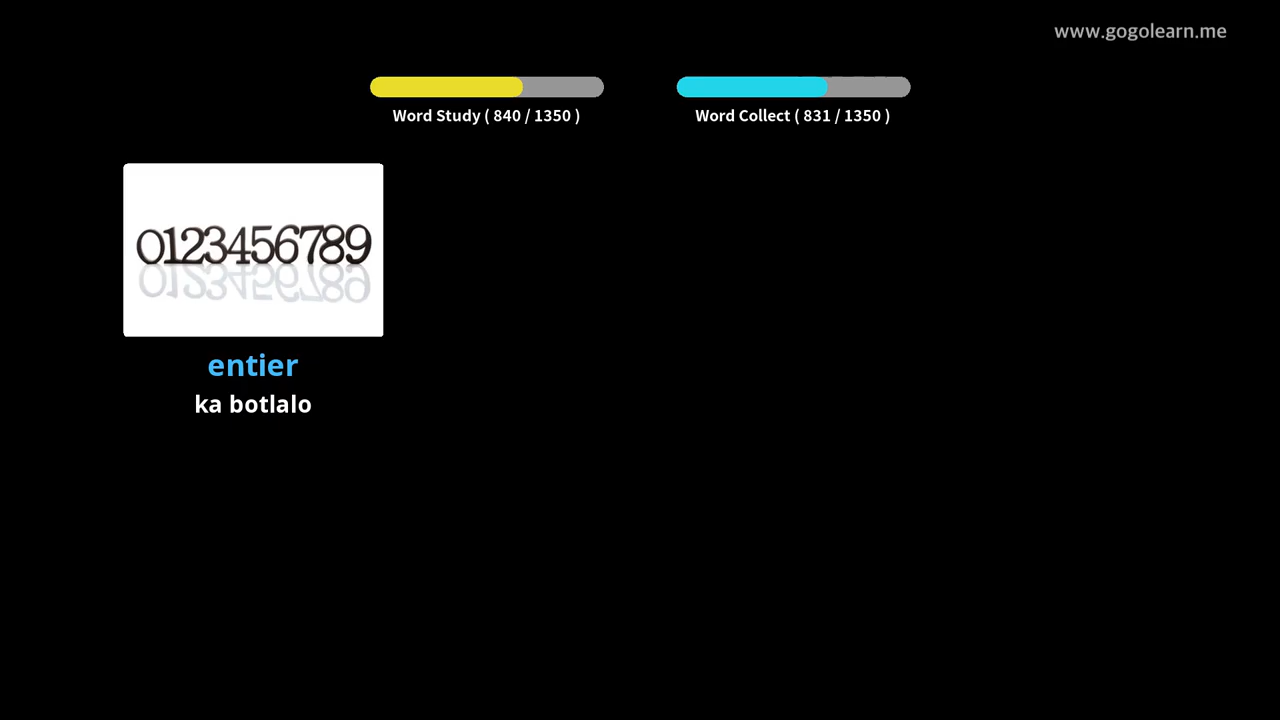 www.gogolearn.me
Word Study ( 840 / 1350 )
Word Collect ( 831 / 1350 )
0123456789
entier
ka botlalo